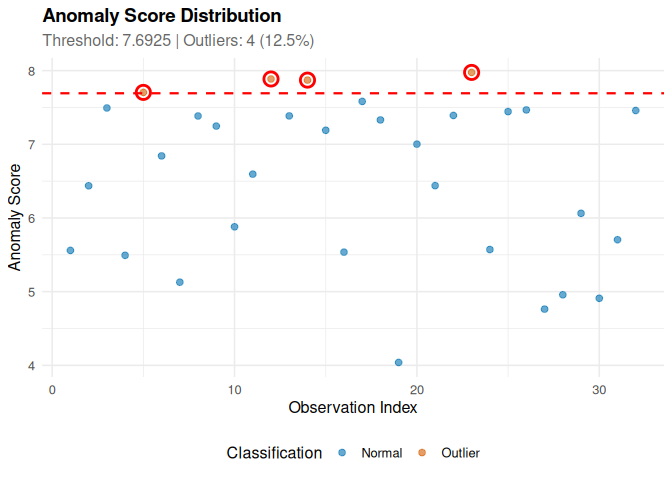 Anomaly Score Distribution
Threshold: 7.6925 | Outliers: 4 (12.5%)
8
7
6
5
4
Anomaly Score
0 10 20 30
Observation Index
Classification Normal Outlier